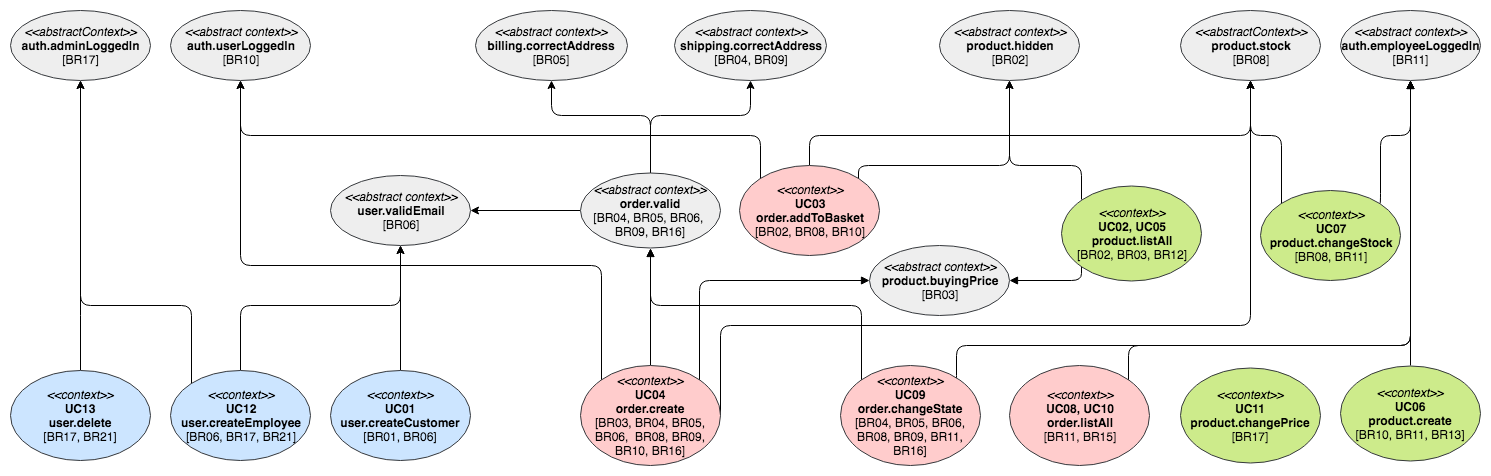 <<abstractContext>>
auth.adminLoggedIn
[BR17]
<<abstract context>>
auth.userLoggedIn
[BR10]
<<abstract context>>
billing.correctAddress
[BR05]
<<abstract context>>
shipping.correctAddress
[BR04, BR09]
<<abstract context>>
product.hidden
[BR02]
<<abstractContext>>
product.stock
[BR08]
<<abstract context>>
auth.employeeLoggedIn
[BR11]
<<abstract context>>
user.validEmail
[BR06]
<<abstract context>>
order.valid
[BR04, BR05, BR06,
BR09, BR16]
<<context>>
UC03
order.addToBasket
[BR02, BR08, BR10]
<<context>>
UC02, UC05
product.listAll
[BR02, BR03, BR12]
<<context>>
UC07
product.changeStock
[BR08, BR11]
<<abstract context>>
product.buyingPrice
[BR03]
<<context>>
UC13
user.delete
[BR17, BR21]
<<context>>
UC12
user.createEmployee
[BR06, BR17, BR21]
<<context>>
UC01
user.createCustomer
[BR01, BR06]
<<context>>
UC04
order.create
[BR03, BR04, BR05,
BR06, BR08, BR09,
BR10, BR16]
<<context>>
UC09
order.changeState
[BR04, BR05, BR06,
BR08, BR09, BR11,
BR16]
<<context>>
UC08, UC10
order.listAll
[BR11, BR15]
<<context>>
UC11
product.changePrice
[BR17]
<<context>>
UC06
product.create
[BR10, BR11, BR13]